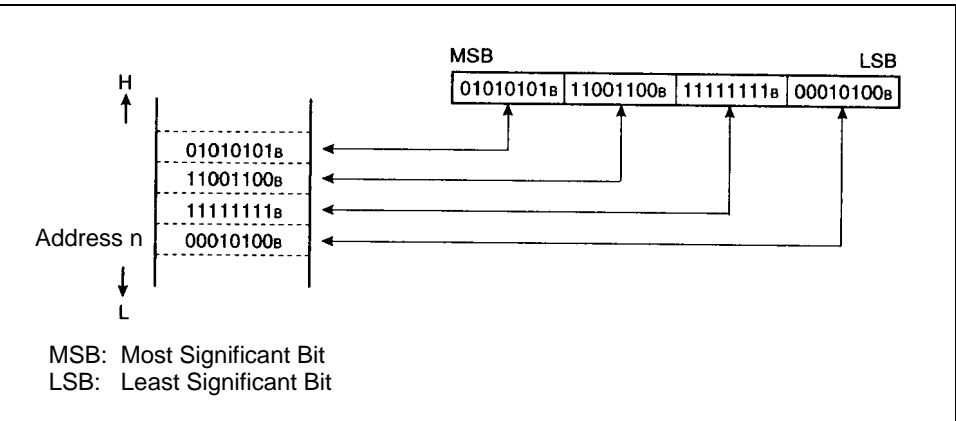 MSB LSB
01010101B 11001100B 11111111B 00010100B
H
01010101B
11001100B
11111111B
Address n 00010100B
L
MSB: Most Significant Bit
LSB: Least Significant Bit